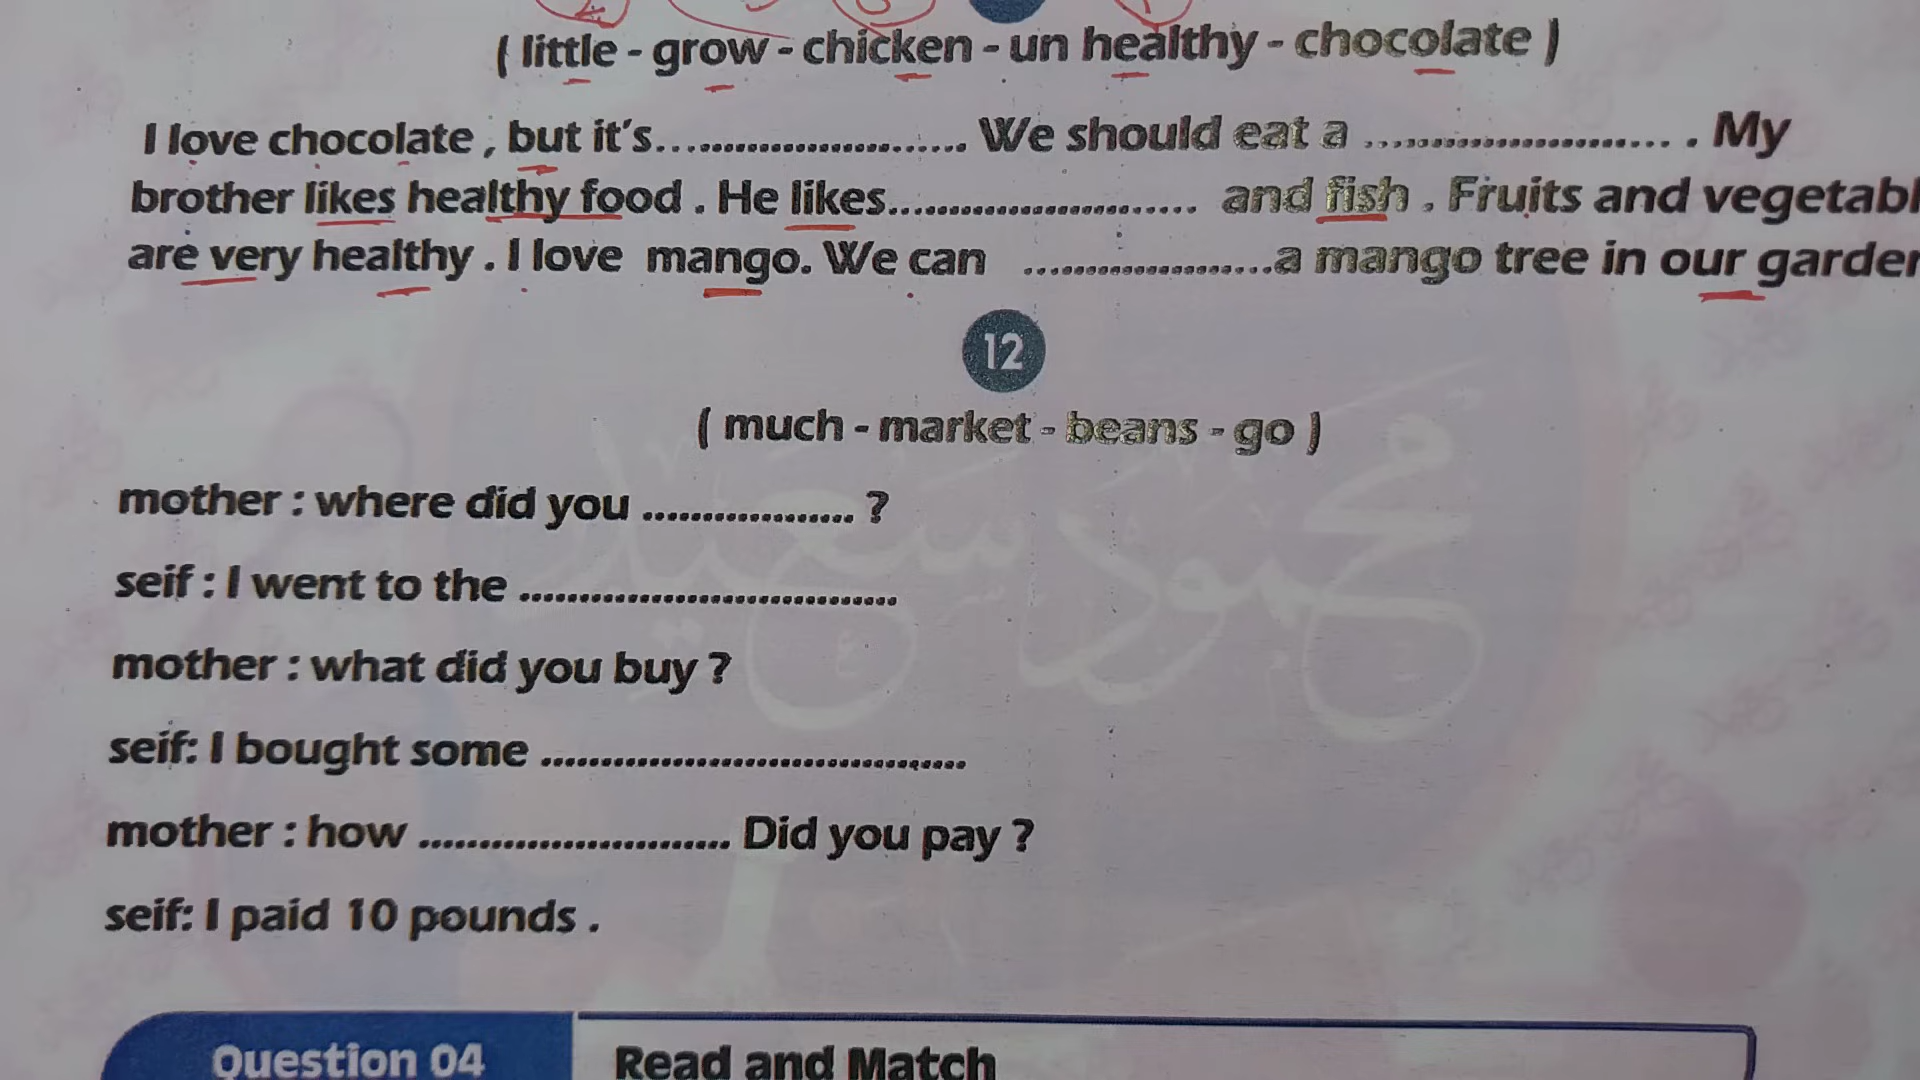 ( little - grow - chicken - un healthy - chocolate )
I love chocolate , but it's........................ We should eat a ........................ . My
brother likes healthy food . He likes........................ and fish . Fruits and vegetabl
are very healthy . I love mango. We can ....................a mango tree in our garden
12
( much - market - beans - go )
mother : where did you .................. ?
seif : I went to the ................................
mother : what did you buy ?
seif: I bought some ....................................
mother : how .......................... Did you pay ?
seif: I paid 10 pounds .
محمود سعيد
Question 04
Read and Match